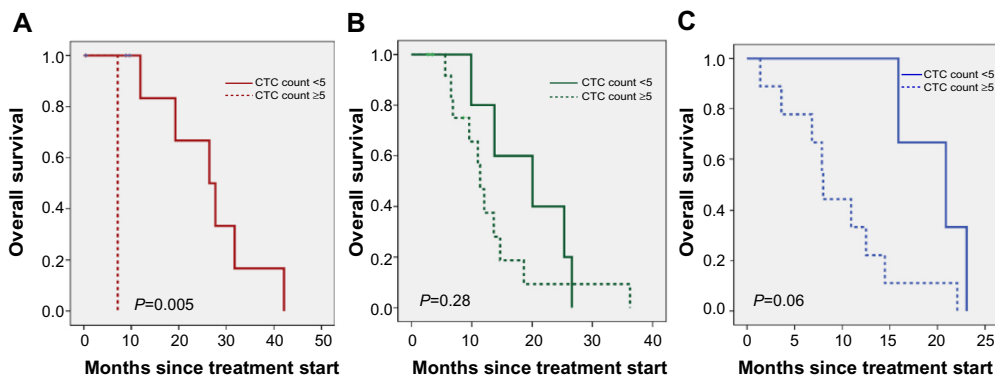 A
Overall survival
1.0
0.8
0.6
0.4
0.2
0.0
CTC count <5
CTC count ≥5
P=0.005
0 10 20 30 40 50
Months since treatment start
B
Overall survival
1.0
0.8
0.6
0.4
0.2
0.0
CTC count <5
CTC count ≥5
P=0.28
0 10 20 30 40
Months since treatment start
C
Overall survival
1.0
0.8
0.6
0.4
0.2
0.0
CTC count <5
CTC count ≥5
P=0.06
0 5 10 15 20 25
Months since treatment start